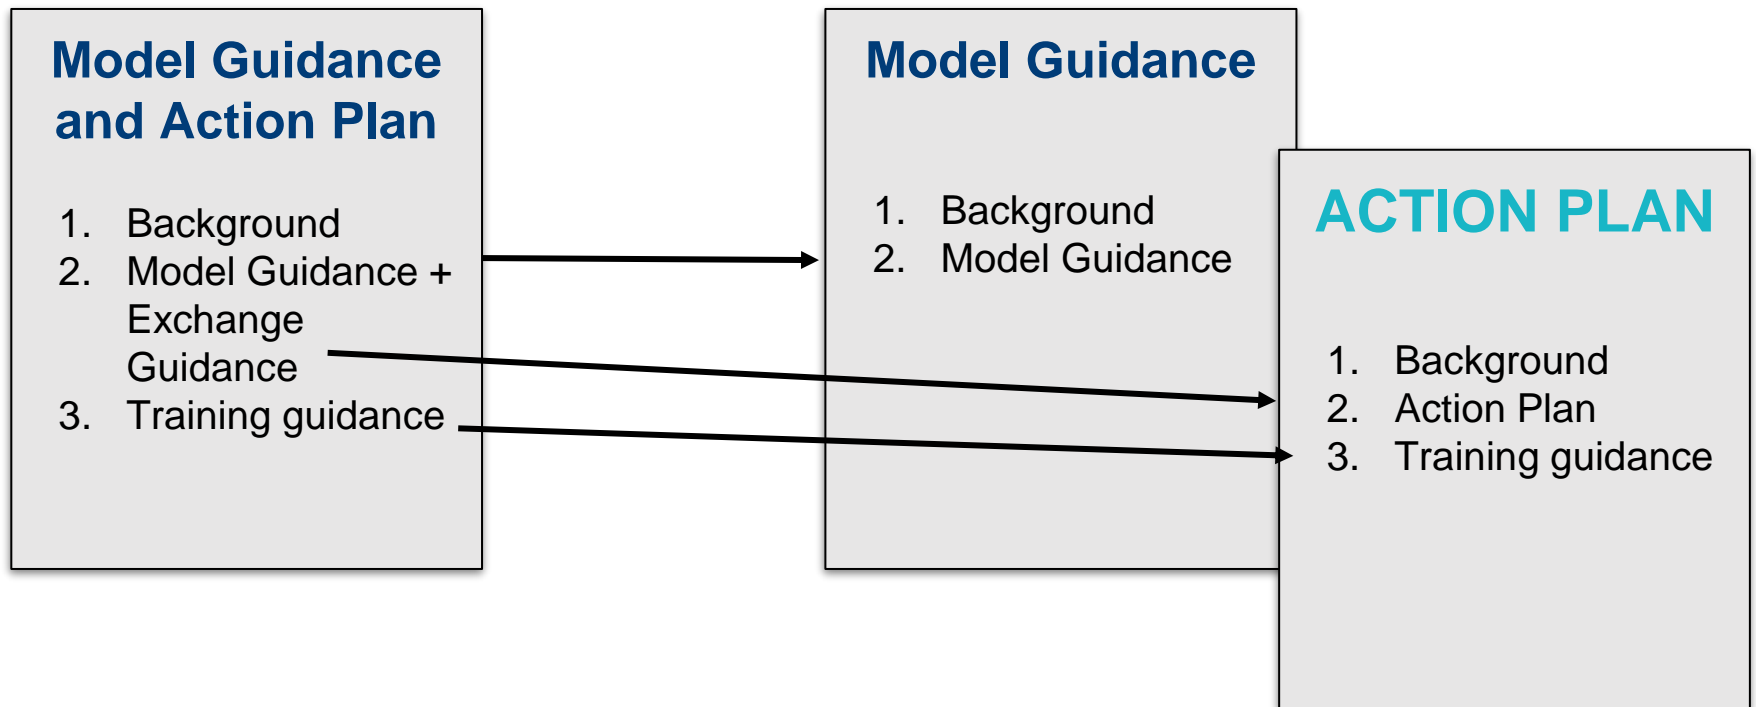 Model Guidance
and Action Plan
1. Background
2. Model Guidance +
Exchange
Guidance
3. Training guidance
Model Guidance
1. Background
2. Model Guidance
ACTION PLAN
1. Background
2. Action Plan
3. Training guidance